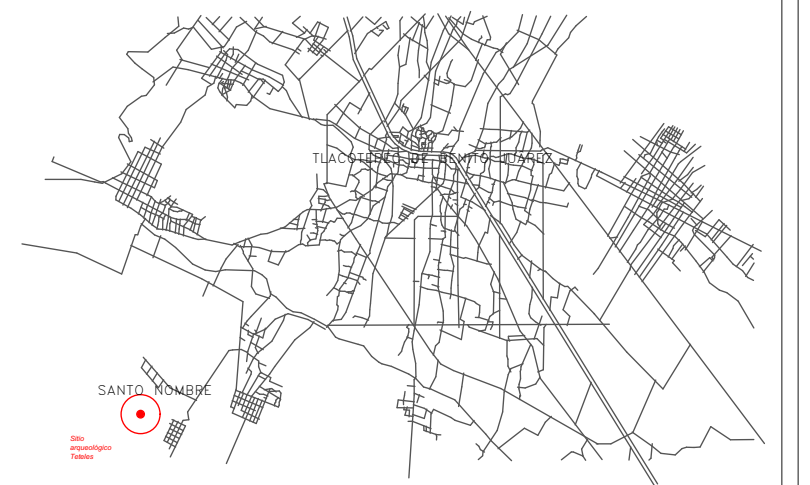 TLACOTEPEC DE BENITO JUAREZ
SANTO NOMBRE
Sitio
arqueológico
Teteles